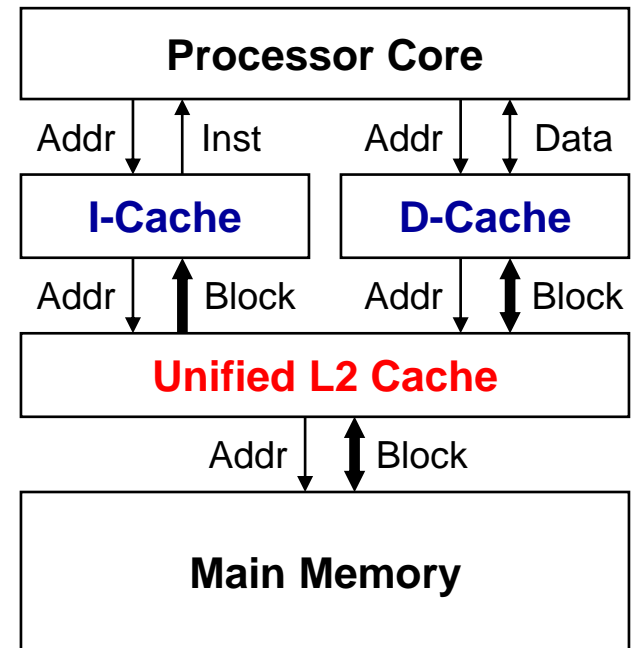 Processor Core
Addr Inst Addr Data
I-Cache D-Cache
Addr Block Addr Block
Unified L2 Cache
Addr Block
Main Memory